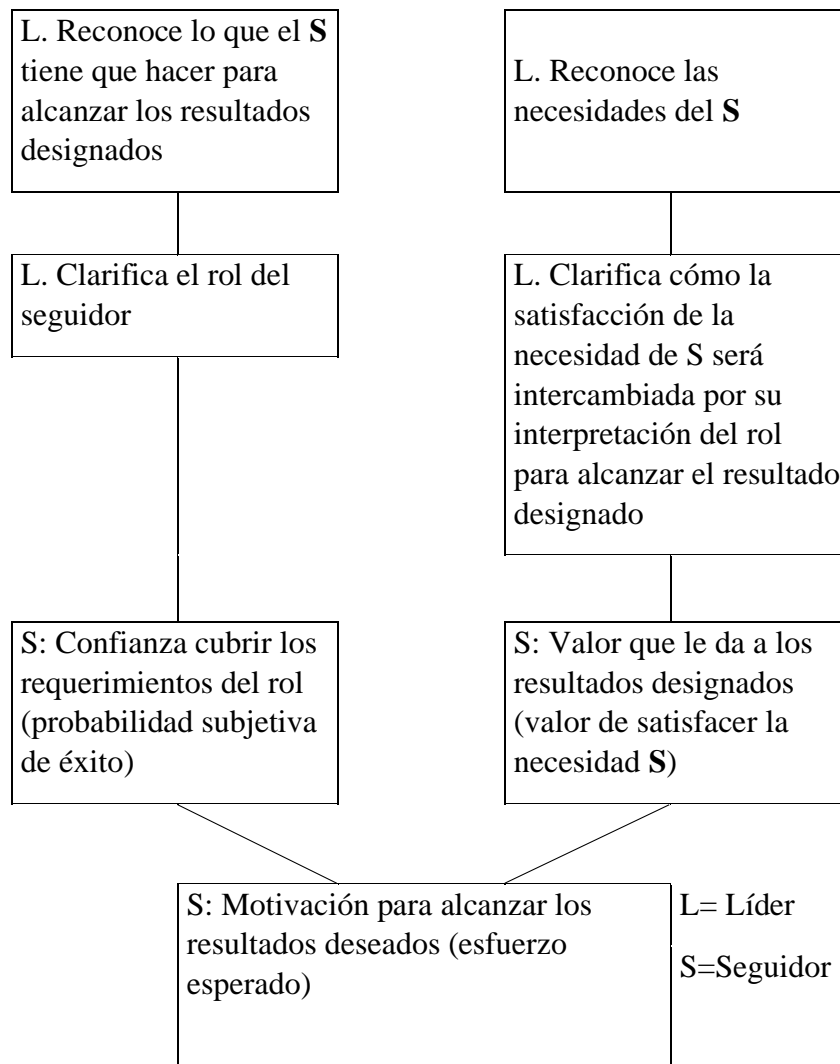 L. Reconoce lo que el S
tiene que hacer para
alcanzar los resultados
designados
L. Reconoce las
necesidades del S
L. Clarifica el rol del
seguidor
L. Clarifica cómo la
satisfacción de la
necesidad de S será
intercambiada por su
interpretación del rol
para alcanzar el resultado
designado
S: Confianza cubrir los
requerimientos del rol
(probabilidad subjetiva
de éxito)
S: Valor que le da a los
resultados designados
(valor de satisfacer la
necesidad S)
S: Motivación para alcanzar los
resultados deseados (esfuerzo
esperado)
L= Líder
S=Seguidor